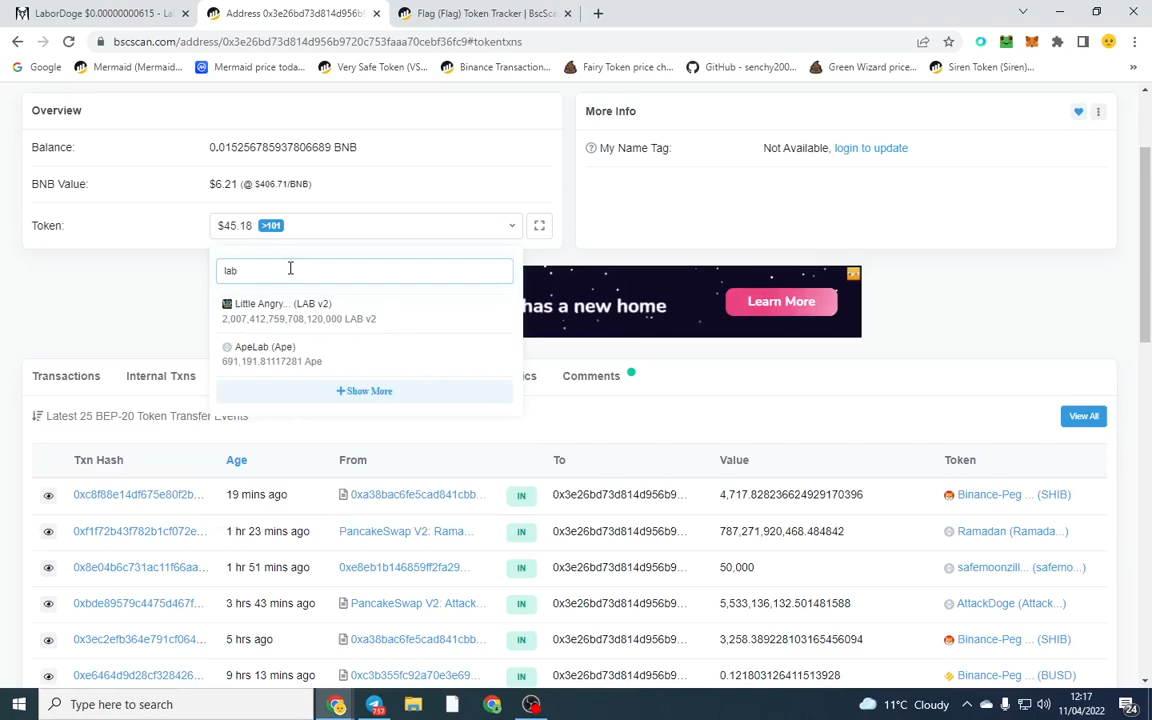 LaborDoge $0.00000000615 - La
Address 0x3e26bd73d814d956b9
Flag (Flag) Token Tracker | BscSca
bscscan.com/address/0x3e26bd73d814d956b9720c753faaa70cebf36fc9#tokentxns
Google
Mermaid (Mermaid...
Mermaid price toda...
Very Safe Token (VS...
Binance Transaction...
Fairy Token price ch...
GitHub - senchy200...
Green Wizard price...
Siren Token (Siren)...
»
Overview
More Info
Balance:
0.015256785937806689 BNB
My Name Tag:
Not Available, login to update
BNB Value:
$6.21 (@ $406.71/BNB)
Token:
$45.18 >101
lab
Little Angry... (LAB v2)
2,007,412,759,708,120,000 LAB v2
ApeLab (Ape)
691,191.81117281 Ape
+ Show More
has a new home
Learn More
Transactions
Internal Txns
ics
Comments
Latest 25 BEP-20 Token Transfer Events
View All
Txn Hash Age From To Value Token
0xc8f88e14df675e80f2b... 19 mins ago 0xa38bac6fe5cad841cbb... IN 0x3e26bd73d814d956b9... 4,717.828236624929170396 Binance-Peg ... (SHIB)
0xf1f72b43f782b1cf072e... 1 hr 23 mins ago PancakeSwap V2: Rama... IN 0x3e26bd73d814d956b9... 787,271,920,468.484842 Ramadan (Ramada...)
0x8e04b6c731ac11f66aa... 1 hr 51 mins ago 0xe8eb1b146859ff2fa29... IN 0x3e26bd73d814d956b9... 50,000 safemoonzill... (safemo...)
0xbde89579c4475d467f... 3 hrs 43 mins ago PancakeSwap V2: Attack... IN 0x3e26bd73d814d956b9... 5,533,136,132.501481588 AttackDoge (Attack...)
0x3ec2efb364e791cf064... 5 hrs ago 0xa38bac6fe5cad841cbb... IN 0x3e26bd73d814d956b9... 3,258.389228103165456094 Binance-Peg ... (SHIB)
0xe6464d9d28cf328426... 9 hrs 13 mins ago 0xc3b355fc92a70e3e69... IN 0x3e26bd73d814d956b9... 0.121803126411513928 Binance-Peg ... (BUSD)
Type here to search
11°C Cloudy
12:17
11/04/2022
24